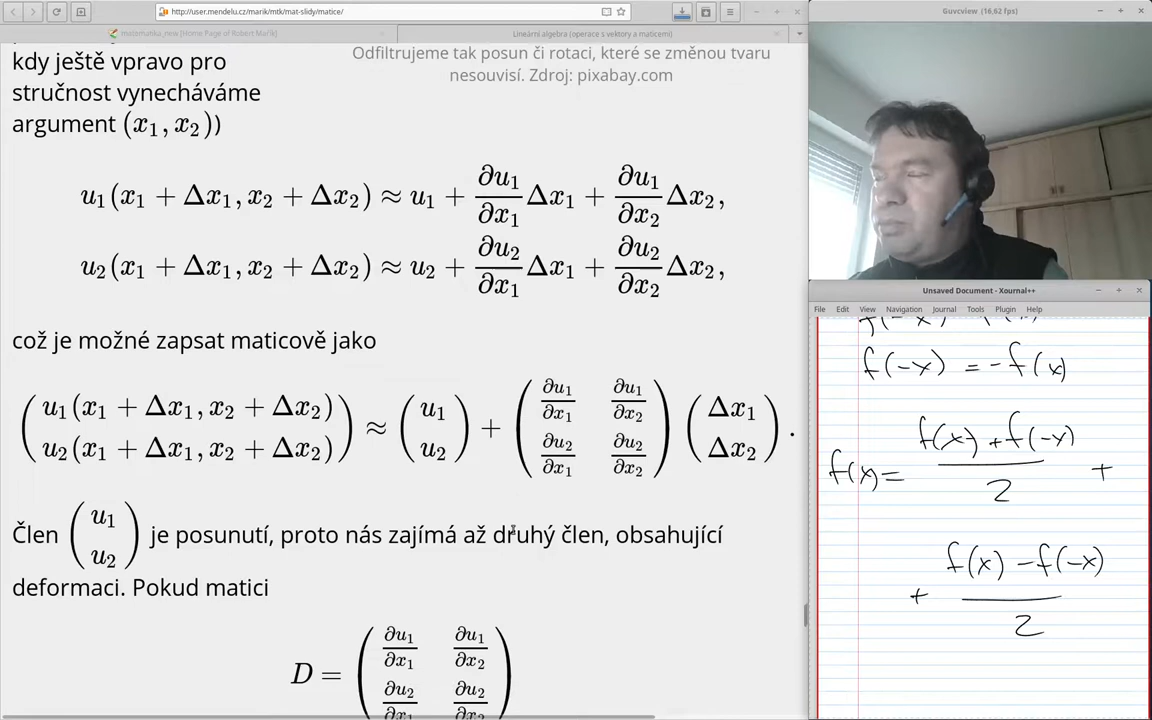 http://user.mendelu.cz/marik/mtk/mat-slidy/matice/
matemanka_new [Home Page of Robert Mařík]
Lineární algebra (operace s vektory a maticemi)
kdy ještě vpravo pro
stručnost vynecháváme
argument (x₁, x₂))
Odfiltrujeme tak posun či rotaci, které se změnou tvaru
nesouvisí. Zdroj: pixabay.com
u₁(x₁ + Δx₁, x₂ + Δx₂) ≈ u₁ + ∂u₁/∂x₁ Δx₁ + ∂u₁/∂x₂ Δx₂,
u₂(x₁ + Δx₁, x₂ + Δx₂) ≈ u₂ + ∂u₂/∂x₁ Δx₁ + ∂u₂/∂x₂ Δx₂,
což je možné zapsat maticově jako
(u₁(x₁ + Δx₁, x₂ + Δx₂) u₂(x₁ + Δx₁, x₂ + Δx₂)) ≈ (u₁ u₂) + (∂u₁/∂x₁ ∂u₁/∂x₂ ∂u₂/∂x₁ ∂u₂/∂x₂) (Δx₁ Δx₂) .
Člen (u₁ u₂) je posunutí, proto nás zajímá až druhý člen, obsahující
deformaci. Pokud matici
D = (∂u₁/∂x₁ ∂u₁/∂x₂ ∂u₂/∂x₁ ∂u₂/∂x₂
Guvcview (16,62 fps)
Unsaved Document - Xournal++
File Edit View Navigation Journal Tools Plugin Help
f(-x) = -f(x)
f(x) = (f(x) + f(-x))/2 +
+ (f(x) - f(-x))/2